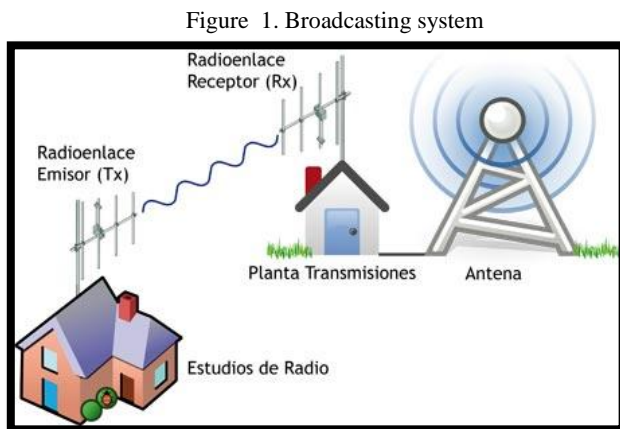 Figure  1. Broadcasting system
Radioenlace
Receptor (Rx)
Radioenlace
Emisor (Tx)
Planta Transmisiones
Antena
Estudios de Radio